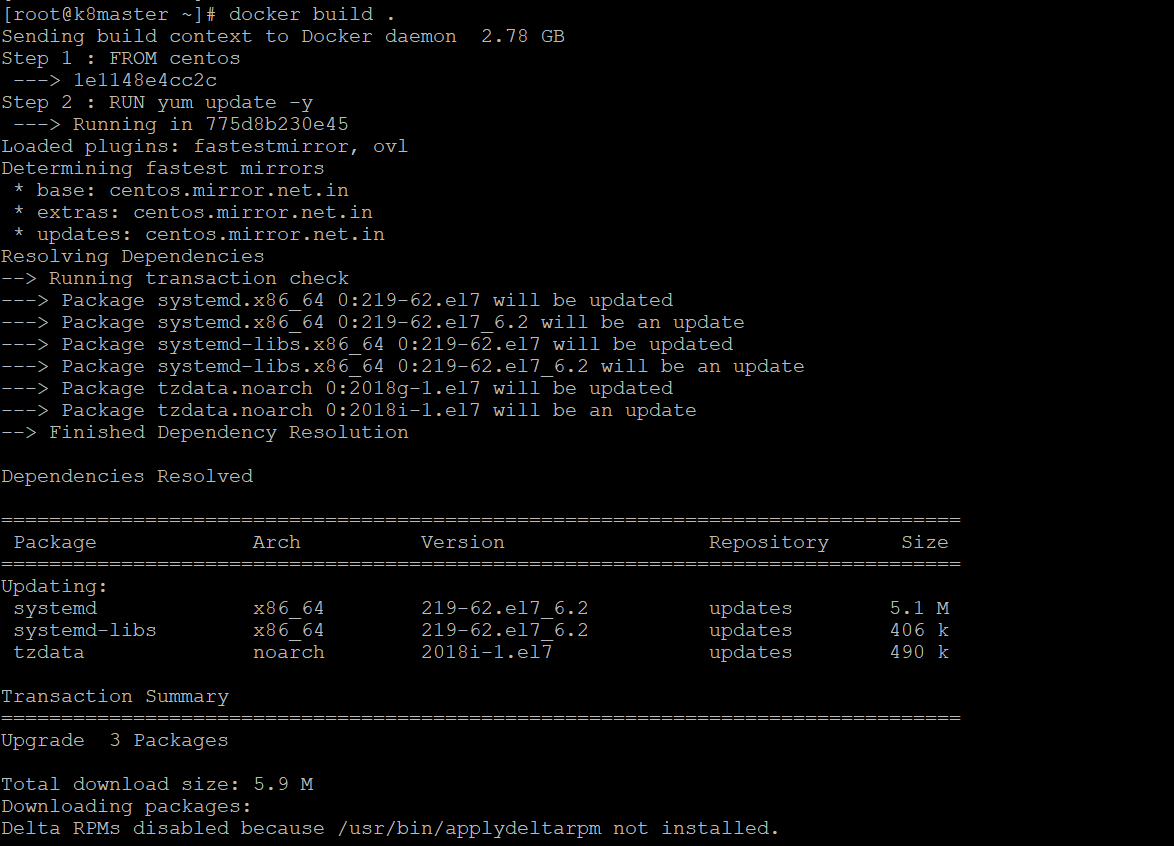 [root@k8master ~]# docker build .
Sending build context to Docker daemon  2.78 GB
Step 1 : FROM centos
 ---> 1e1148e4cc2c
Step 2 : RUN yum update -y
 ---> Running in 775d8b230e45
Loaded plugins: fastestmirror, ovl
Determining fastest mirrors
 * base: centos.mirror.net.in
 * extras: centos.mirror.net.in
 * updates: centos.mirror.net.in
Resolving Dependencies
--> Running transaction check
---> Package systemd.x86_64 0:219-62.el7 will be updated
---> Package systemd.x86_64 0:219-62.el7_6.2 will be an update
---> Package systemd-libs.x86_64 0:219-62.el7 will be updated
---> Package systemd-libs.x86_64 0:219-62.el7_6.2 will be an update
---> Package tzdata.noarch 0:2018g-1.el7 will be updated
---> Package tzdata.noarch 0:2018i-1.el7 will be an update
--> Finished Dependency Resolution

Dependencies Resolved

================================================================================
 Package             Arch          Version                 Repository      Size
================================================================================
Updating:
 systemd             x86_64        219-62.el7_6.2          updates        5.1 M
 systemd-libs        x86_64        219-62.el7_6.2          updates        406 k
 tzdata              noarch        2018i-1.el7             updates        490 k

Transaction Summary
================================================================================
Upgrade  3 Packages

Total download size: 5.9 M
Downloading packages:
Delta RPMs disabled because /usr/bin/applydeltarpm not installed.